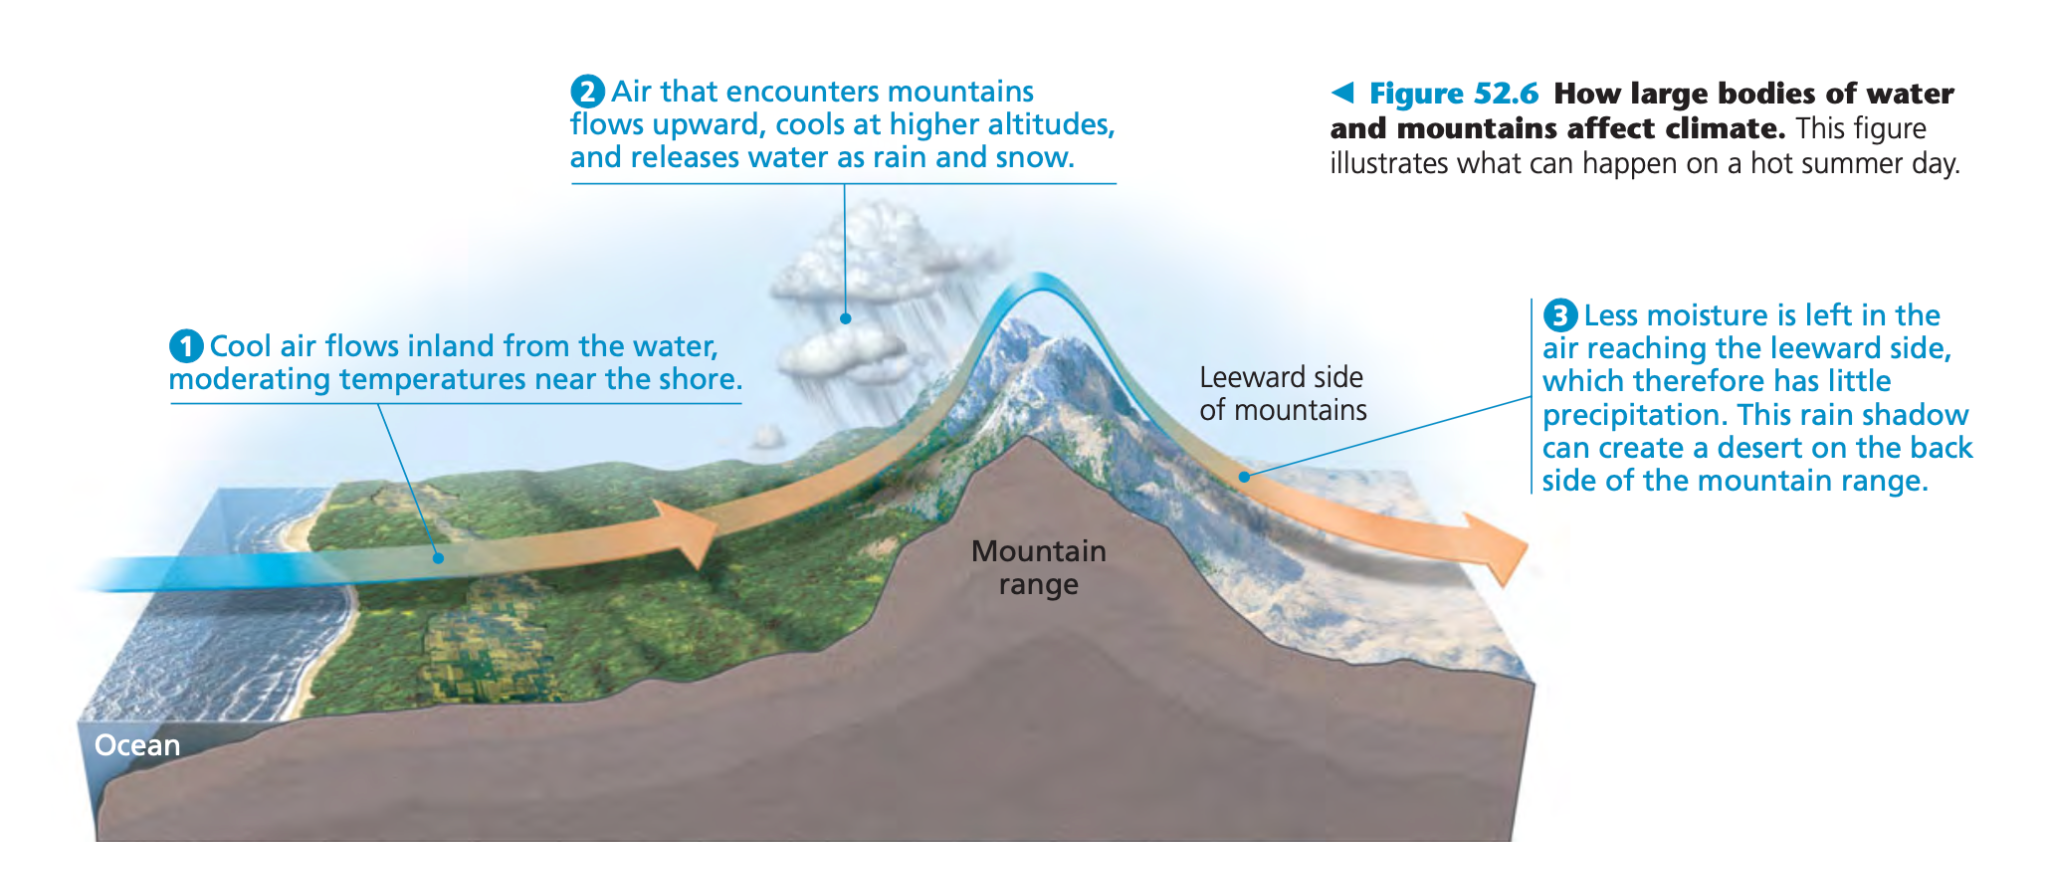 ◄ Figure 52.6 How large bodies of water
and mountains affect climate. This figure
illustrates what can happen on a hot summer day.
1 Cool air flows inland from the water,
moderating temperatures near the shore.
2 Air that encounters mountains
flows upward, cools at higher altitudes,
and releases water as rain and snow.
3 Less moisture is left in the
air reaching the leeward side,
which therefore has little
precipitation. This rain shadow
can create a desert on the back
side of the mountain range.
Leeward side
of mountains
Mountain
range
Ocean